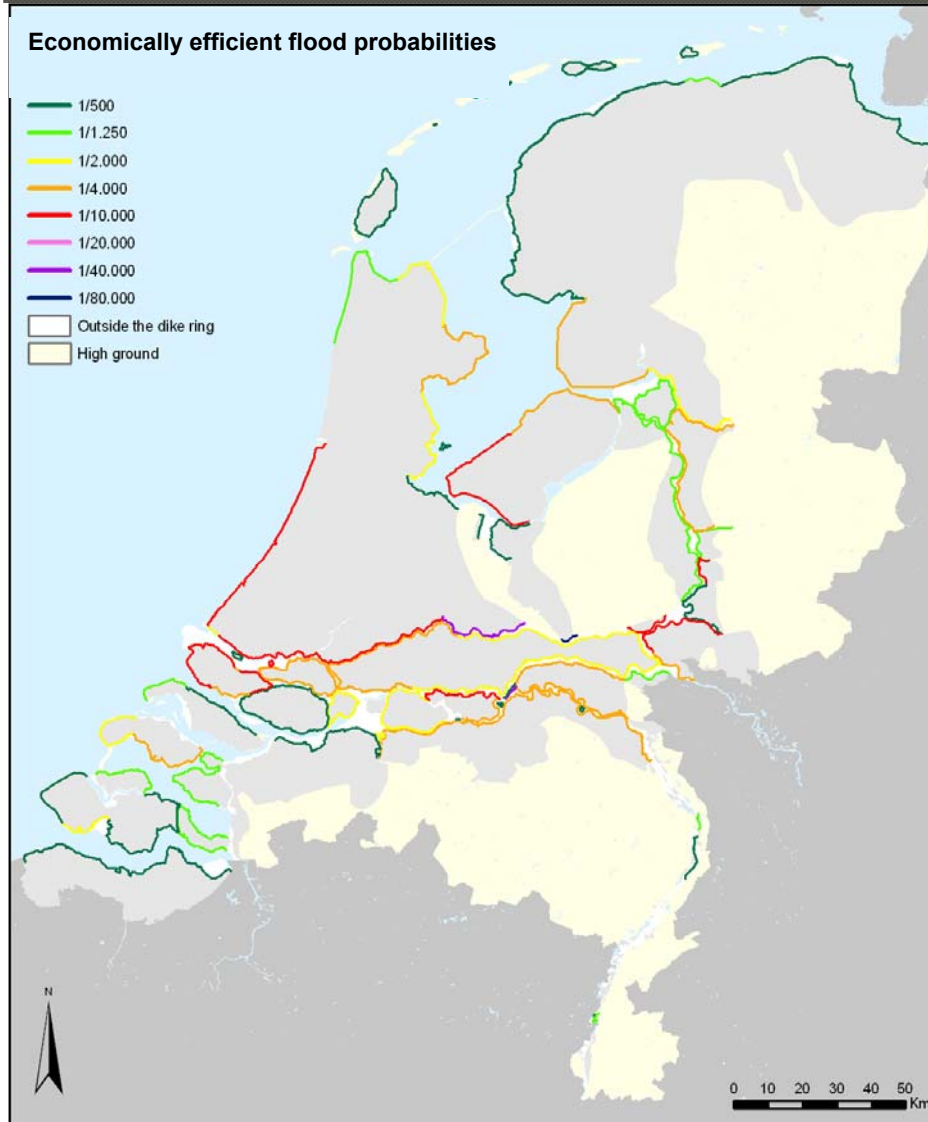 Economically efficient flood probabilities
1/500
1/1.250
1/2.000
1/4.000
1/10.000
1/20.000
1/40.000
1/80.000
Outside the dike ring
High ground
N
0 10 20 30 40 50
Km